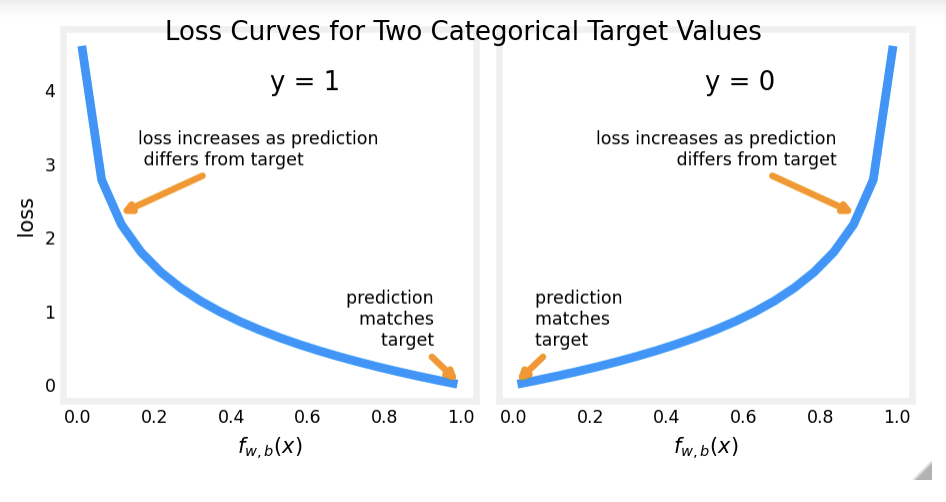 Loss Curves for Two Categorical Target Values
y = 1
loss increases as prediction
differs from target
prediction
matches
target
loss
4
3
2
1
0
0.0 0.2 0.4 0.6 0.8 1.0
f_{w,b}(x)
y = 0
loss increases as prediction
differs from target
prediction
matches
target
0.0 0.2 0.4 0.6 0.8 1.0
f_{w,b}(x)